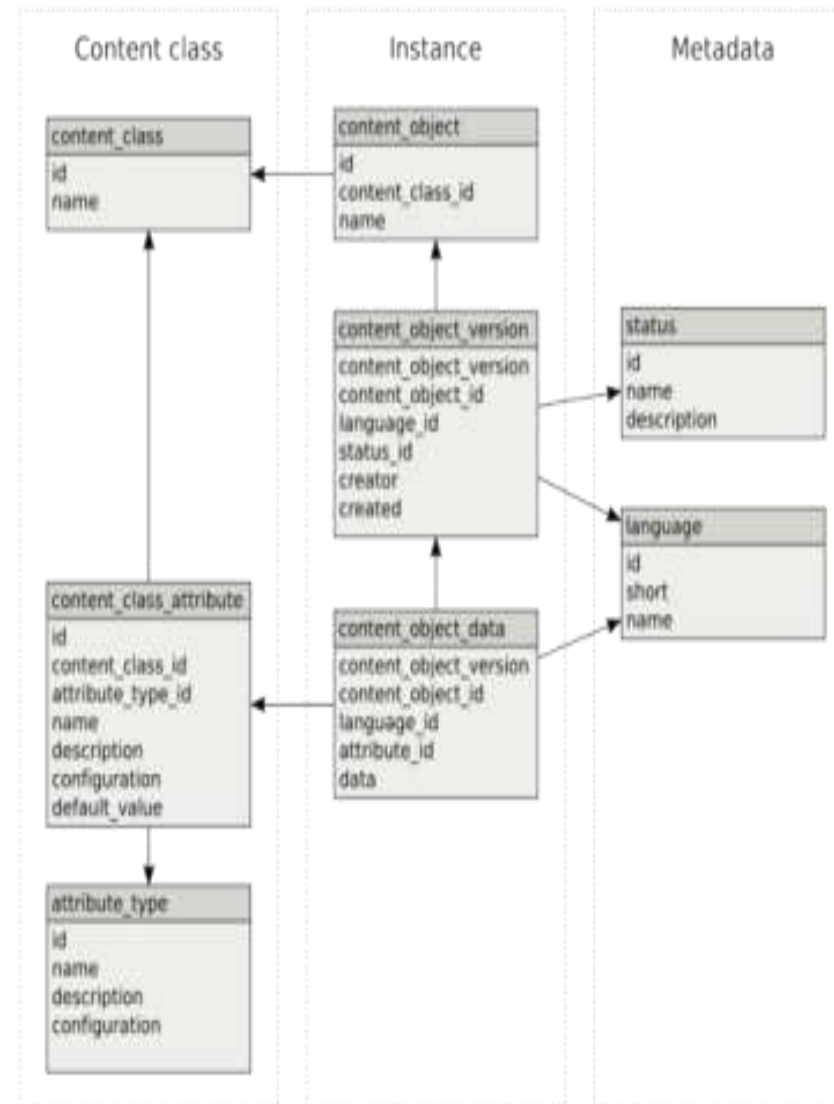 Content class
content_class
id
name
content_class_attribute
id
content_class_id
attribute_type_id
name
description
configuration
default_value
attribute_type
id
name
description
configuration
Instance
content_object
id
content_class_id
name
content_object_version
content_object_version
content_object_id
language_id
status_id
creator
created
content_object_data
content_object_version
content_object_id
language_id
attribute_id
data
Metadata
status
id
name
description
language
id
short
name